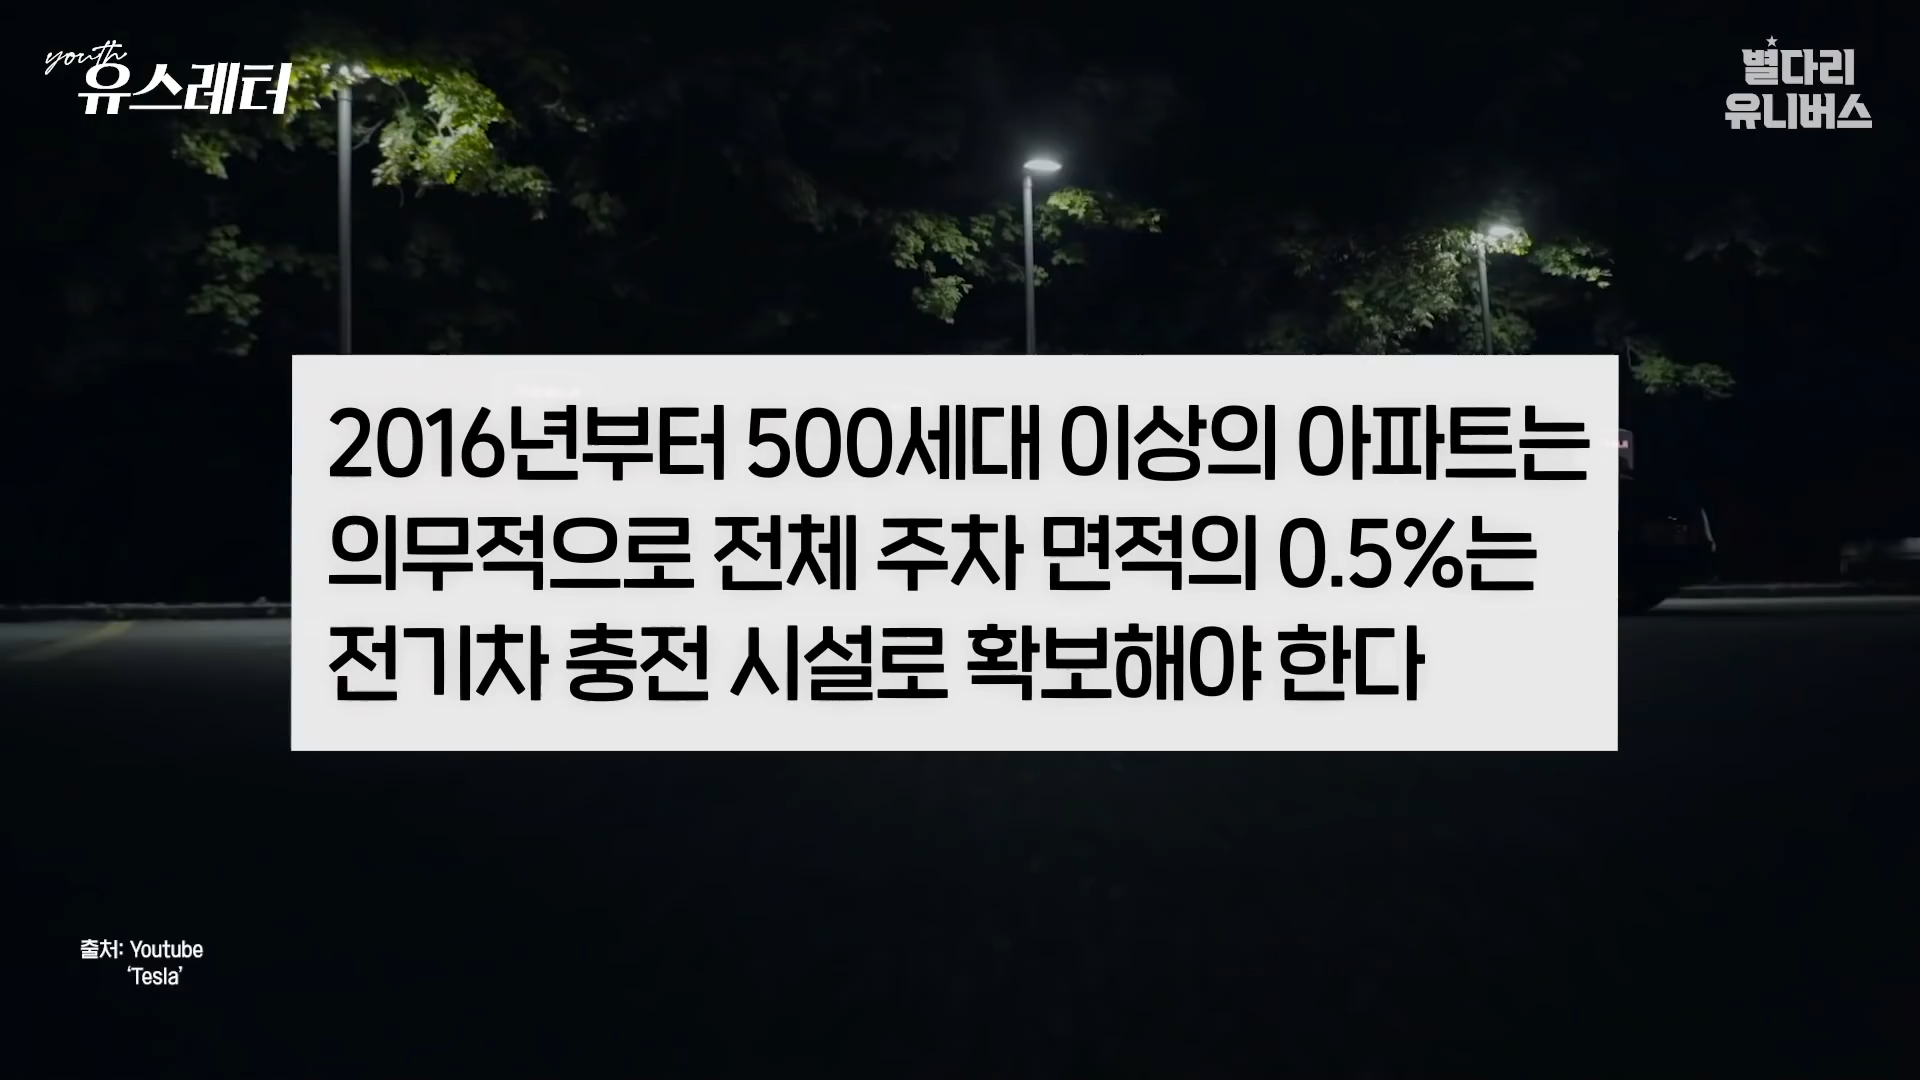 youth
유스레터
별다리
유니버스
2016년부터 500세대 이상의 아파트는
의무적으로 전체 주차 면적의 0.5%는
전기차 충전 시설로 확보해야 한다
출처: Youtube
‘Tesla’